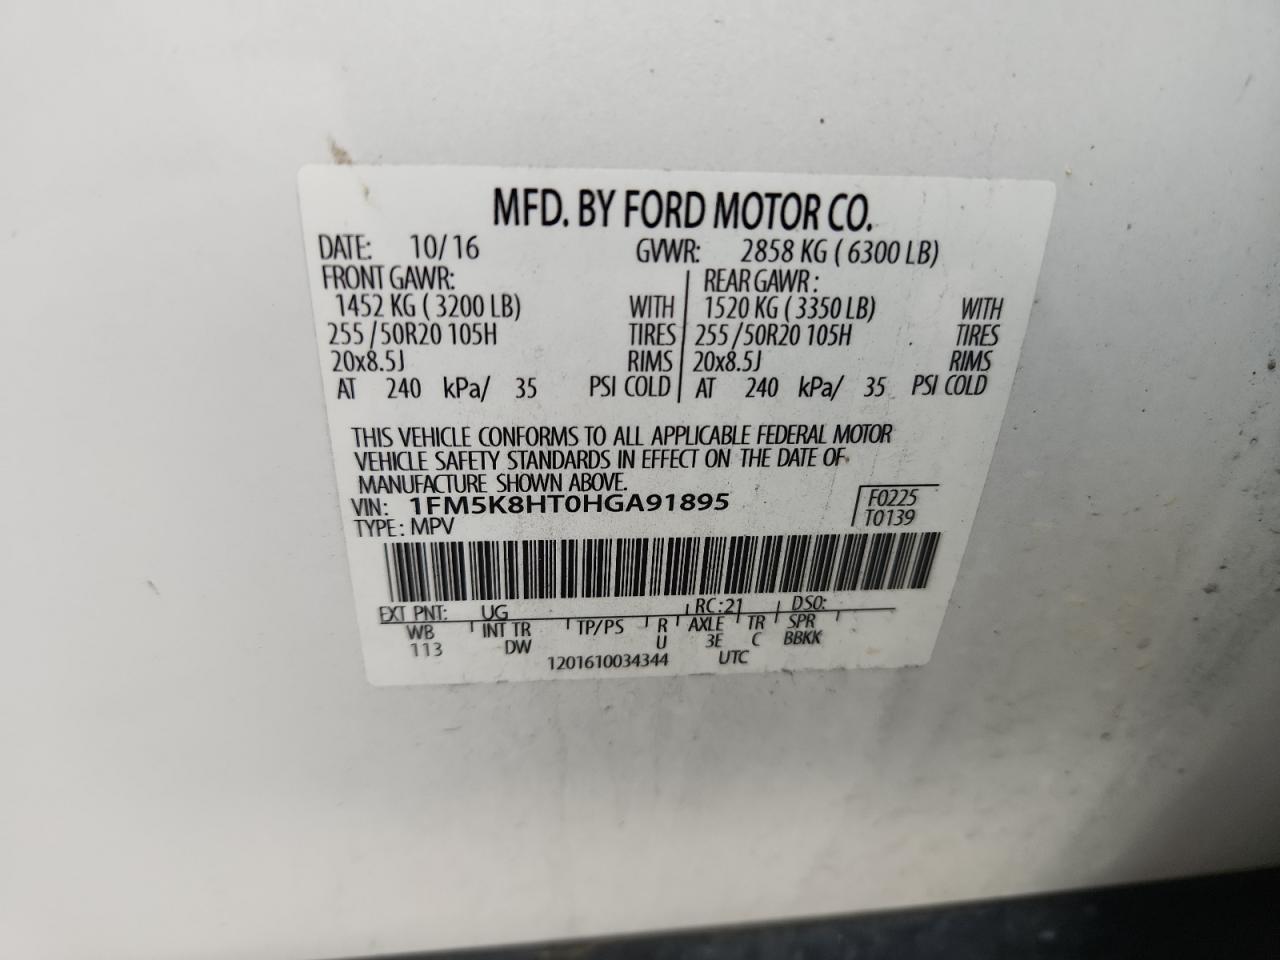 MFD. BY FORD MOTOR CO.
DATE: 10/16 GVWR: 2858 KG ( 6300 LB)
FRONT GAWR: REAR GAWR :
1452 KG ( 3200 LB) WITH 1520 KG ( 3350 LB) WITH
255 /50R20 105H TIRES 255 /50R20 105H TIRES
20x8.5J RIMS 20x8.5J RIMS
AT 240 kPa/ 35 PSI COLD AT 240 kPa/ 35 PSI COLD
THIS VEHICLE CONFORMS TO ALL APPLICABLE FEDERAL MOTOR
VEHICLE SAFETY STANDARDS IN EFFECT ON THE DATE OF
MANUFACTURE SHOWN ABOVE.
VIN: 1FM5K8HT0HGA91895 F0225
TYPE: MPV T0139
EXT PNT: UG RC:21 DSO:
WB INT TR TP/PS R AXLE TR SPR
113 DW U 3E C BBKK
1201610034344 UTC